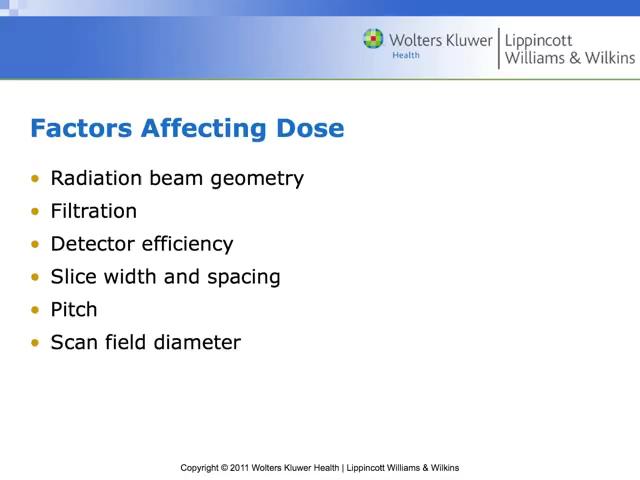 Wolters Kluwer
Health
Lippincott
Williams & Wilkins
Factors Affecting Dose
• Radiation beam geometry
• Filtration
• Detector efficiency
• Slice width and spacing
• Pitch
• Scan field diameter
Copyright © 2011 Wolters Kluwer Health | Lippincott Williams & Wilkins